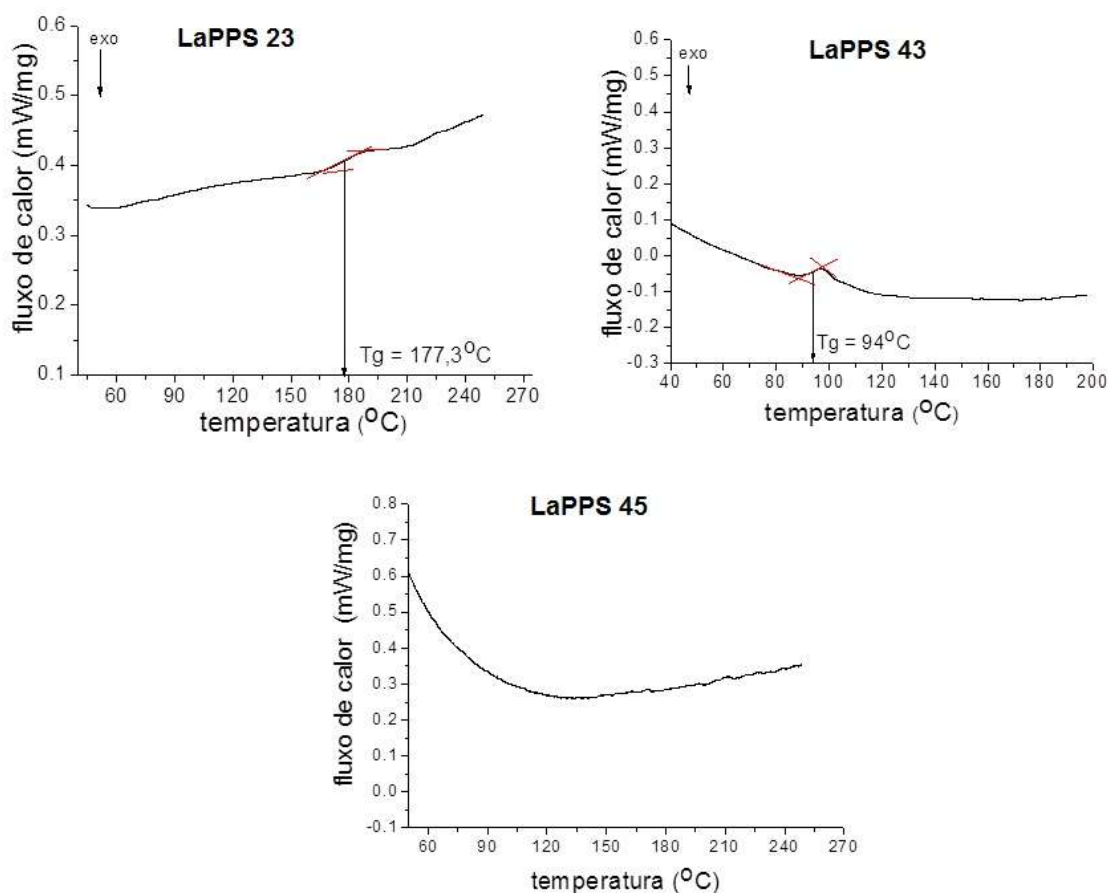 LaPPS 23
exo
fluxo de calor (mW/mg)
0.6
0.5
0.4
0.3
0.2
0.1
Tg = 177,3°C
60 90 120 150 180 210 240 270
temperatura (°C)
LaPPS 43
exo
fluxo de calor (mW/mg)
0.6
0.5
0.4
0.3
0.2
0.1
0.0
-0.1
-0.2
-0.3
Tg = 94°C
40 60 80 100 120 140 160 180 200
temperatura (°C)
LaPPS 45
fluxo de calor (mW/mg)
0.8
0.7
0.6
0.5
0.4
0.3
0.2
0.1
0.0
-0.1
60 90 120 150 180 210 240 270
temperatura (°C)